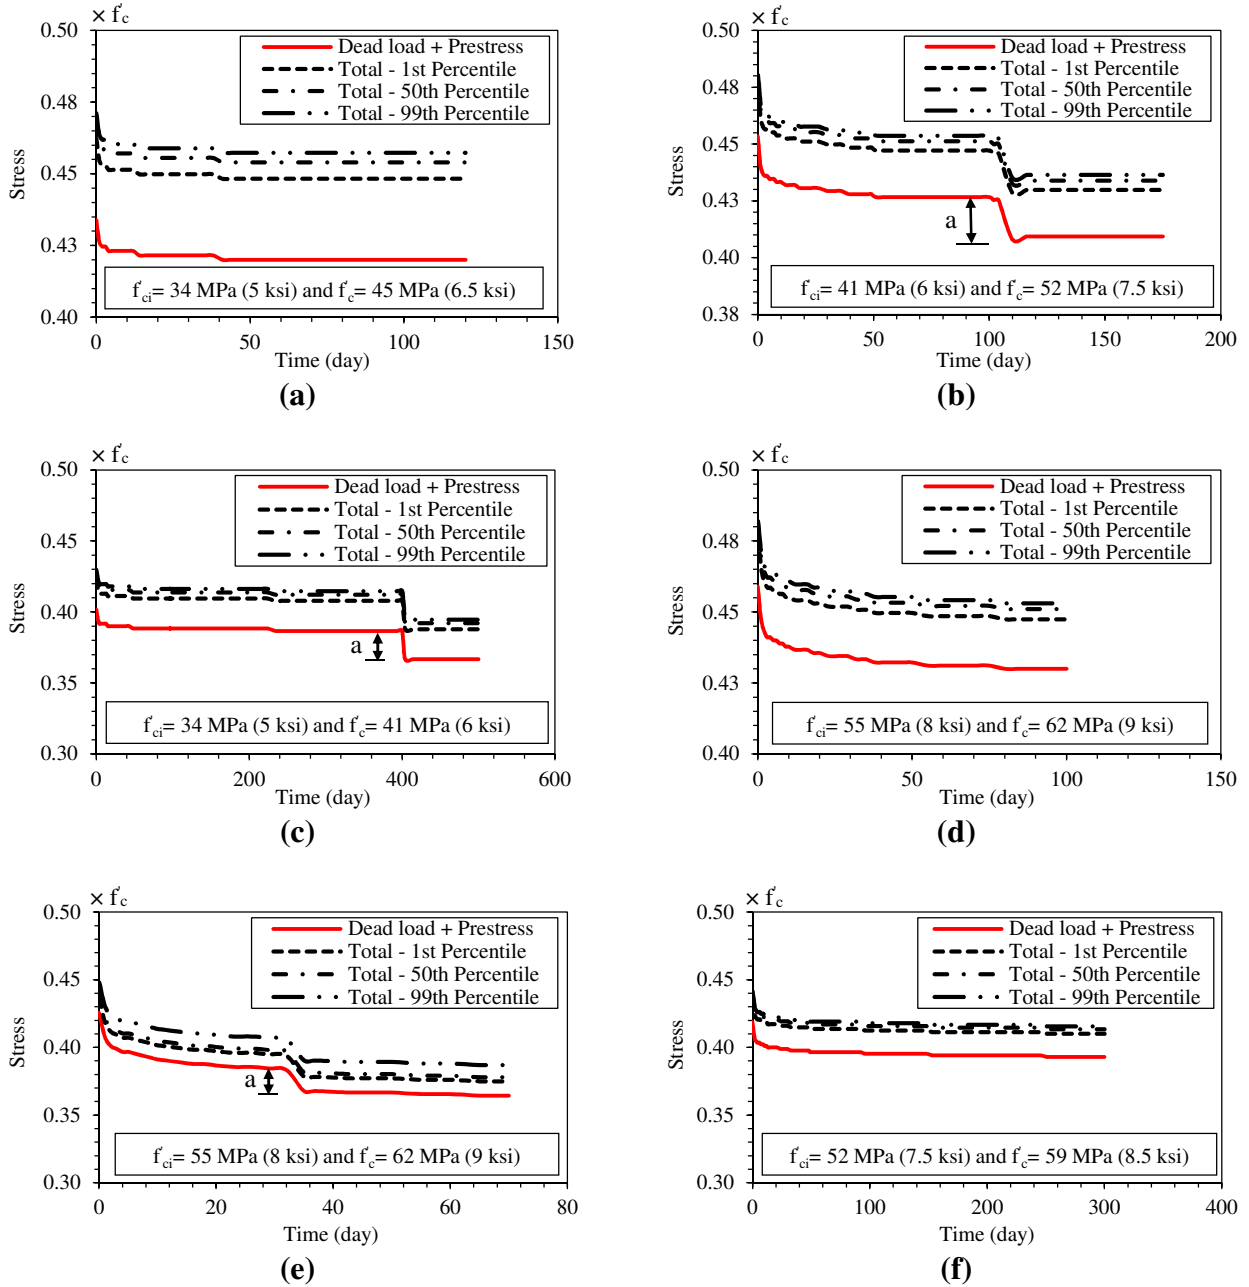 × f'c
0.50
0.48
0.45
0.43
0.40
Stress
Dead load + Prestress
Total - 1st Percentile
Total - 50th Percentile
Total - 99th Percentile
f'ci= 34 MPa (5 ksi) and f'c= 45 MPa (6.5 ksi)
0 50 100 150
Time (day)
(a)
× f'c
0.50
0.48
0.45
0.43
0.40
0.38
Stress
Dead load + Prestress
Total - 1st Percentile
Total - 50th Percentile
Total - 99th Percentile
a
f'ci= 41 MPa (6 ksi) and f'c= 52 MPa (7.5 ksi)
0 50 100 150 200
Time (day)
(b)
× f'c
0.50
0.45
0.40
0.35
0.30
Stress
Dead load + Prestress
Total - 1st Percentile
Total - 50th Percentile
Total - 99th Percentile
a
f'ci= 34 MPa (5 ksi) and f'c= 41 MPa (6 ksi)
0 200 400 600
Time (day)
(c)
× f'c
0.50
0.48
0.45
0.43
0.40
Stress
Dead load + Prestress
Total - 1st Percentile
Total - 50th Percentile
Total - 99th Percentile
f'ci= 55 MPa (8 ksi) and f'c= 62 MPa (9 ksi)
0 50 100 150
Time (day)
(d)
× f'c
0.50
0.45
0.40
0.35
0.30
Stress
Dead load + Prestress
Total - 1st Percentile
Total - 50th Percentile
Total - 99th Percentile
a
f'ci= 55 MPa (8 ksi) and f'c= 62 MPa (9 ksi)
0 20 40 60 80
Time (day)
(e)
× f'c
0.50
0.45
0.40
0.35
0.30
Stress
Dead load + Prestress
Total - 1st Percentile
Total - 50th Percentile
Total - 99th Percentile
f'ci= 52 MPa (7.5 ksi) and f'c= 59 MPa (8.5 ksi)
0 100 200 300 400
Time (day)
(f)